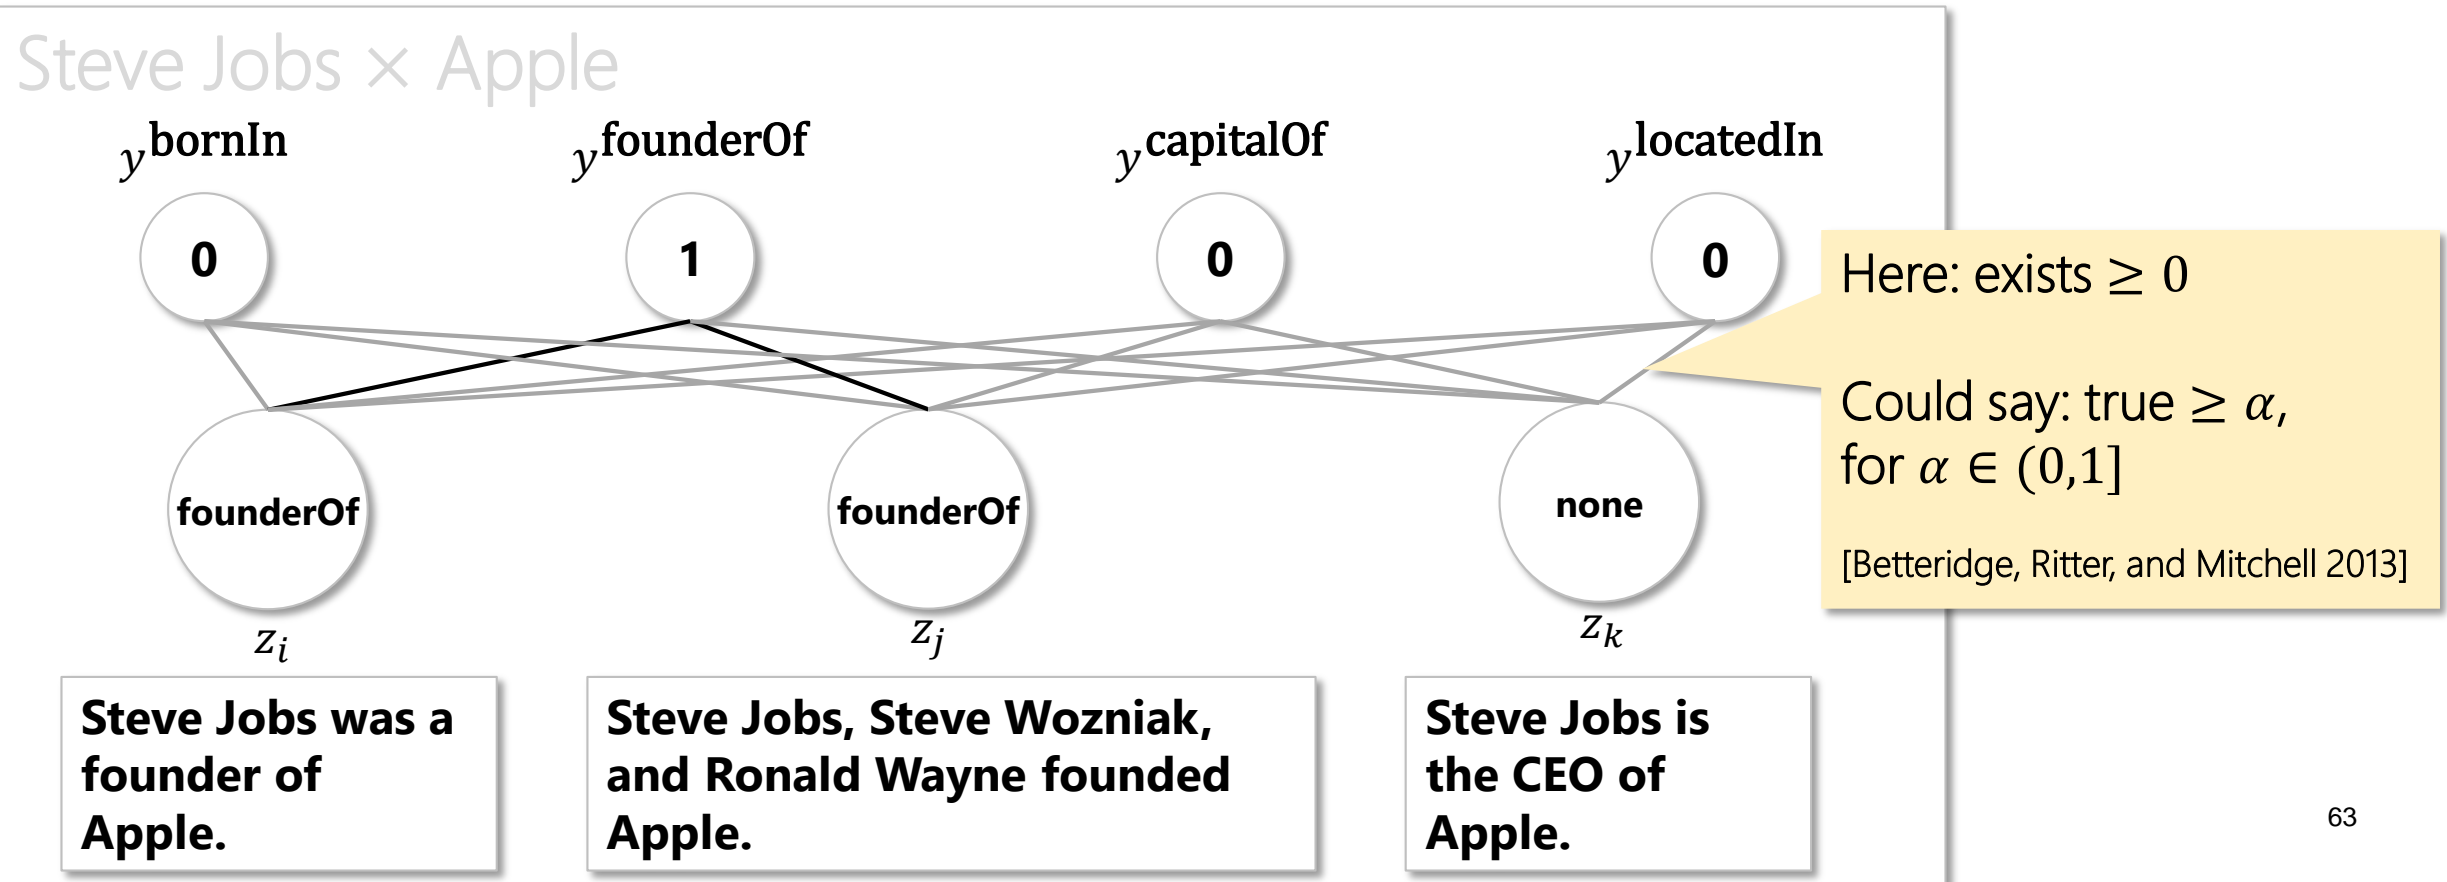 Steve Jobs × Apple
y^bornIn y^founderOf y^capitalOf y^locatedIn
0 1 0 0
Here: exists ≥ 0
Could say: true ≥ α,
for α ∈ (0,1]
[Betteridge, Ritter, and Mitchell 2013]
founderOf founderOf none
z_i z_j z_k
Steve Jobs was a
founder of
Apple.
Steve Jobs, Steve Wozniak,
and Ronald Wayne founded
Apple.
Steve Jobs is
the CEO of
Apple.
63